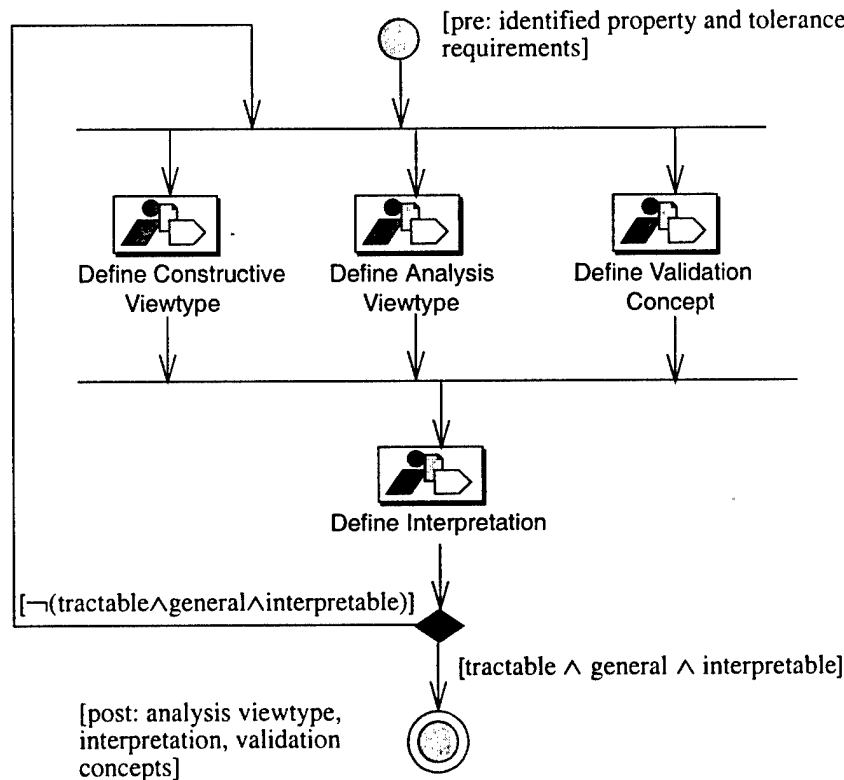 [pre: identified property and tolerance
requirements]
Define Constructive
Viewtype
Define Analysis
Viewtype
Define Validation
Concept
Define Interpretation
[¬(tractable∧general∧interpretable)]
[tractable ∧ general ∧ interpretable]
[post: analysis viewtype,
interpretation, validation
concepts]